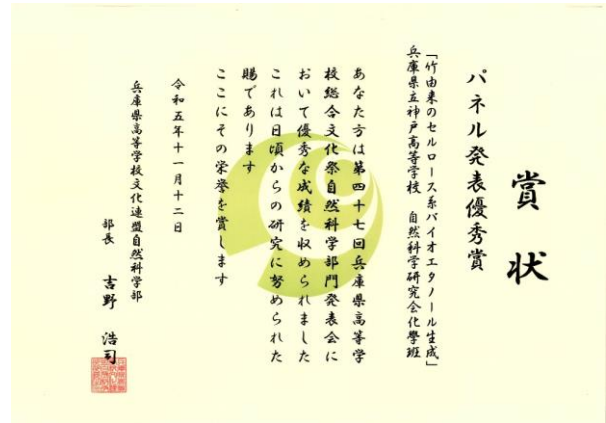 賞状
パネル発表優秀賞
「竹由来のセルロース系バイオエタノール生成」
兵庫県立神戸高等学校 自然科学研究会化學班
あなた方は第四十七回兵庫県高等学
校総合文化祭自然科学部門発表会に
おいて優秀な成績を収められました
これは日頃からの研究に努められた
賜であります
ここにその栄誉を賞します
令和五年十一月十二日
兵庫県高等学校文化連盟自然科学部
部長 吉野 浩司